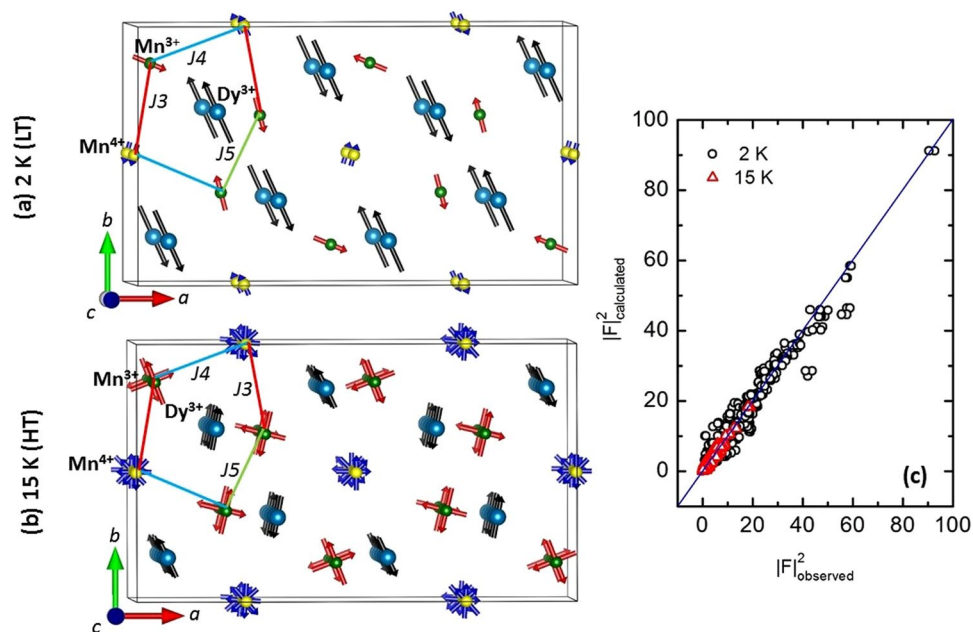 (a) 2 K (LT)
Mn3+
J4
J3
Dy3+
Mn4+
J5
b
c
a
(b) 15 K (HT)
Mn3+
J4
J3
Dy3+
Mn4+
J5
b
c
a
100
80
60
40
20
0
0 20 40 60 80 100
|F|²calculated
|F|²observed
2 K
15 K
(c)